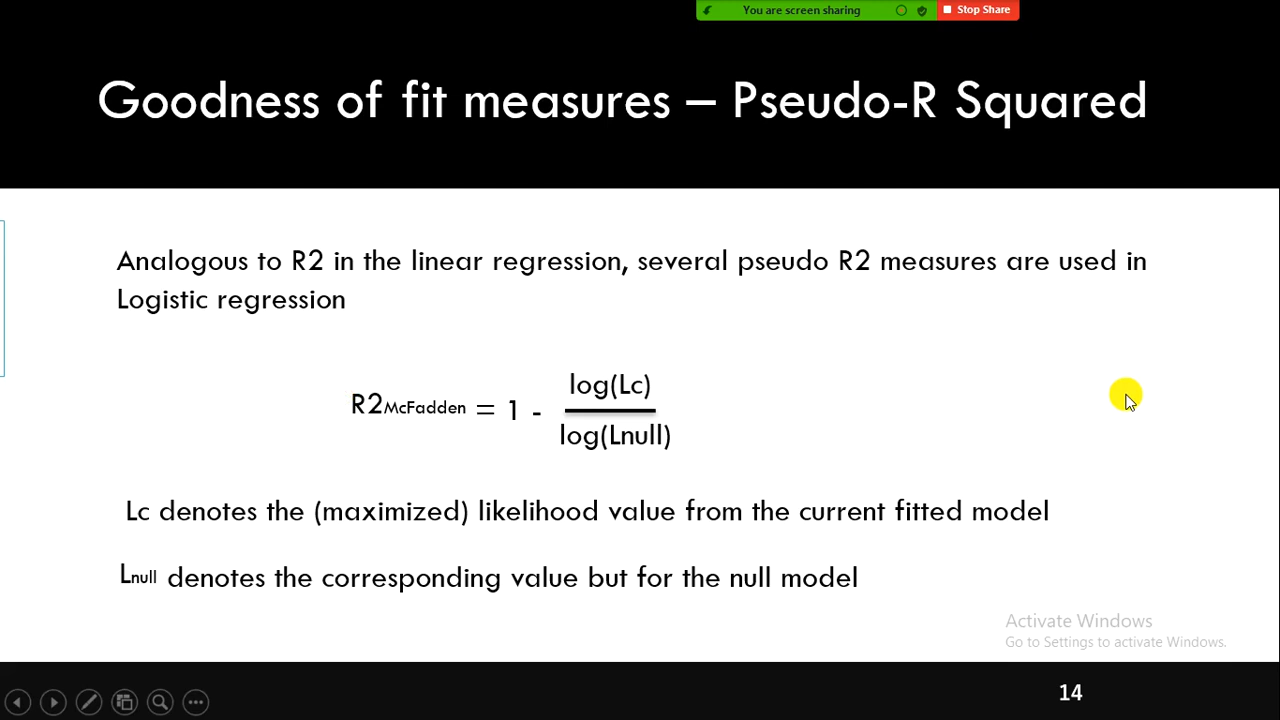 You are screen sharing Stop Share
Goodness of fit measures – Pseudo-R Squared
Analogous to R2 in the linear regression, several pseudo R2 measures are used in
Logistic regression
log(Lc)
R2McFadden = 1 -
log(Lnull)
Lc denotes the (maximized) likelihood value from the current fitted model
Lnull denotes the corresponding value but for the null model
Activate Windows
Go to Settings to activate Windows.
14